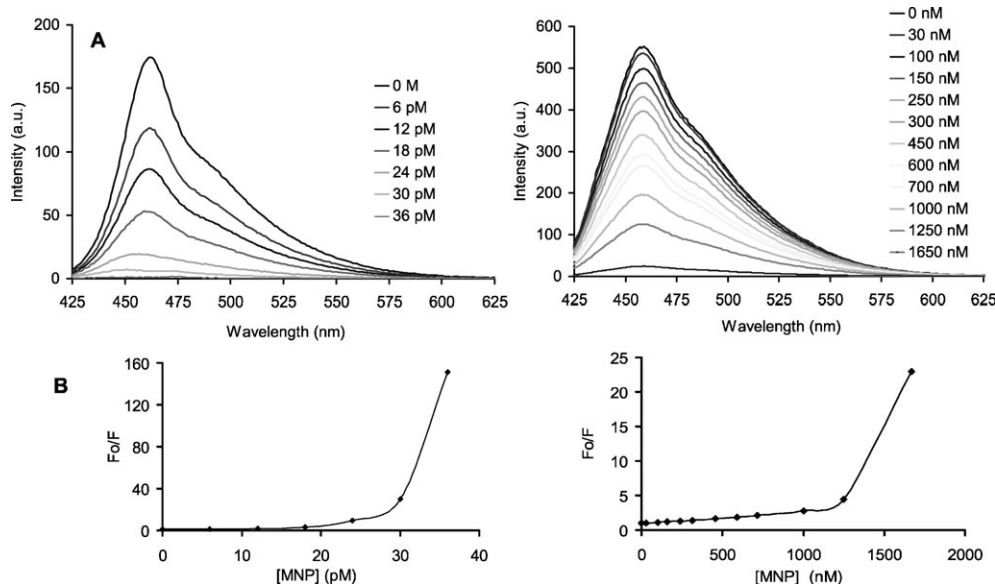 A
Intensity (a.u.)
200
150
100
50
0
425 450 475 500 525 550 575 600 625
Wavelength (nm)
0 M
6 pM
12 pM
18 pM
24 pM
30 pM
36 pM
Intensity (a.u.)
600
500
400
300
200
100
0
425 450 475 500 525 550 575 600 625
Wavelength (nm)
0 nM
30 nM
100 nM
150 nM
250 nM
300 nM
450 nM
600 nM
700 nM
1000 nM
1250 nM
1650 nM
B
Fo/F
160
120
80
40
0
0 10 20 30 40
[MNP] (pM)
Fo/F
25
20
15
10
5
0
0 500 1000 1500 2000
[MNP] (nM)